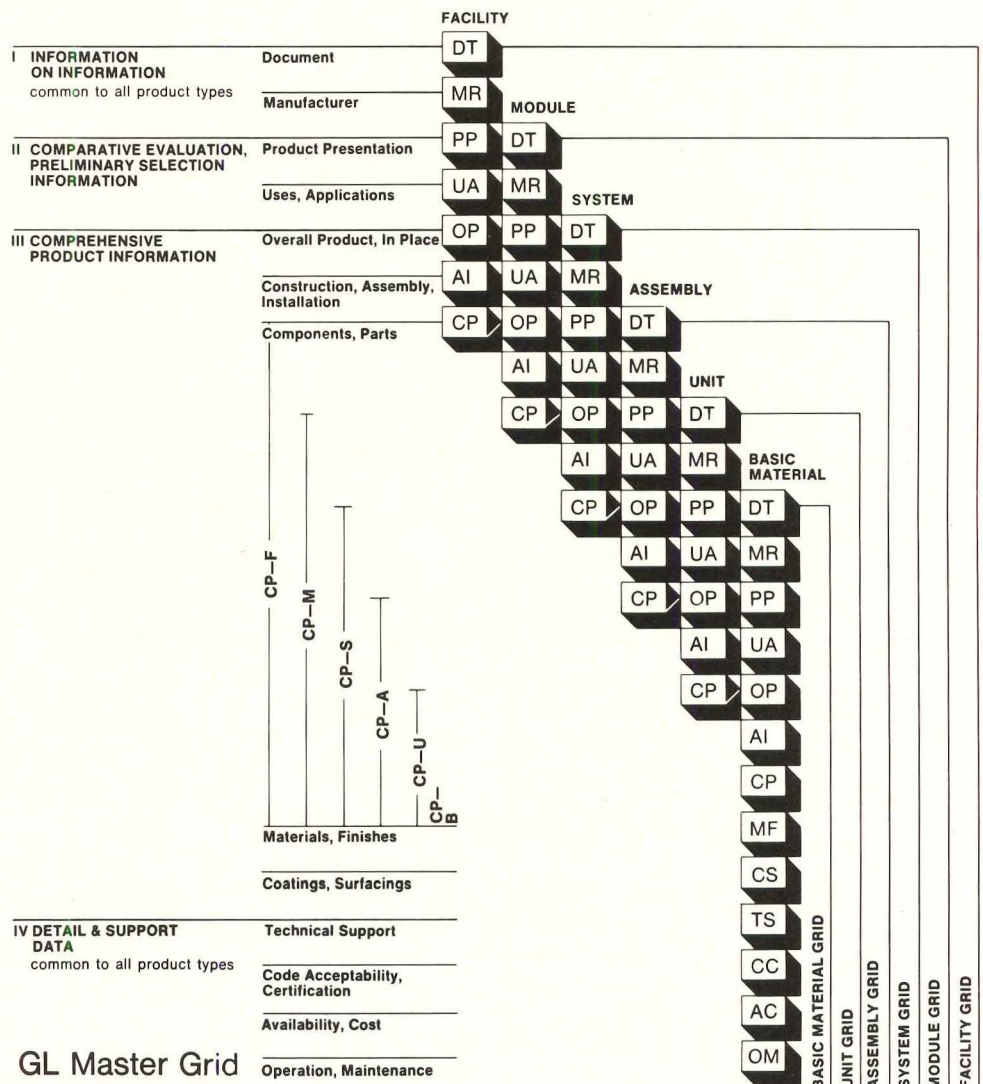 FACILITY
I INFORMATION
ON INFORMATION
common to all product types
Document
DT
Manufacturer
MR
MODULE
II COMPARATIVE EVALUATION,
PRELIMINARY SELECTION
INFORMATION
Product Presentation
PP DT
Uses, Applications
UA MR
SYSTEM
III COMPREHENSIVE
PRODUCT INFORMATION
Overall Product, In Place
OP PP DT
Construction, Assembly,
Installation
AI UA MR
ASSEMBLY
Components, Parts
CP OP PP DT
AI UA MR
UNIT
CP OP PP DT
AI UA MR
BASIC
MATERIAL
CP OP PP DT
AI UA MR
CP OP PP
AI UA
CP OP
AI
CP
MF
CS
TS
CC
AC
OM
CP–F
CP–M
CP–S
CP–A
CP–U
CP–
B
Materials, Finishes
Coatings, Surfacings
IV DETAIL & SUPPORT
DATA
common to all product types
Technical Support
Code Acceptability,
Certification
Availability, Cost
Operation, Maintenance
GL Master Grid
BASIC MATERIAL GRID
UNIT GRID
ASSEMBLY GRID
SYSTEM GRID
MODULE GRID
FACILITY GRID